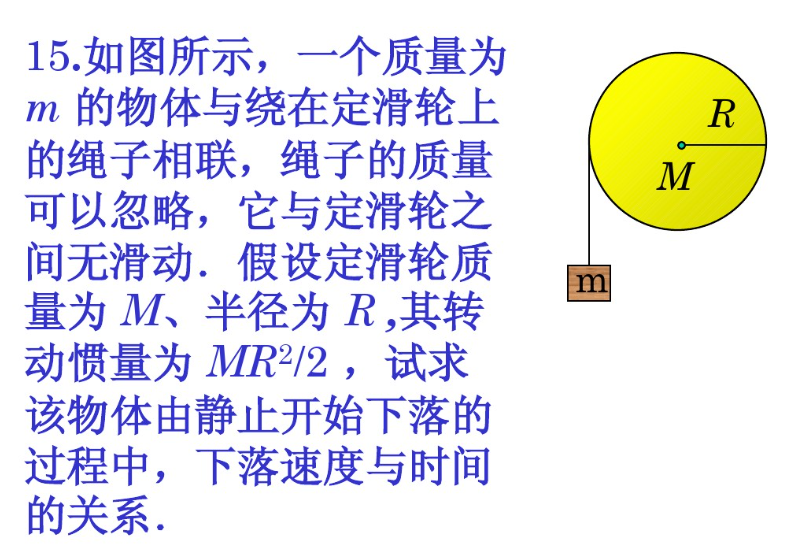 15.如图所示，一个质量为
m 的物体与绕在定滑轮上
的绳子相联，绳子的质量
可以忽略，它与定滑轮之
间无滑动．假设定滑轮质
量为 M、半径为 R ,其转
动惯量为 MR²/2 ，试求
该物体由静止开始下落的
过程中，下落速度与时间
的关系．
R
M
m